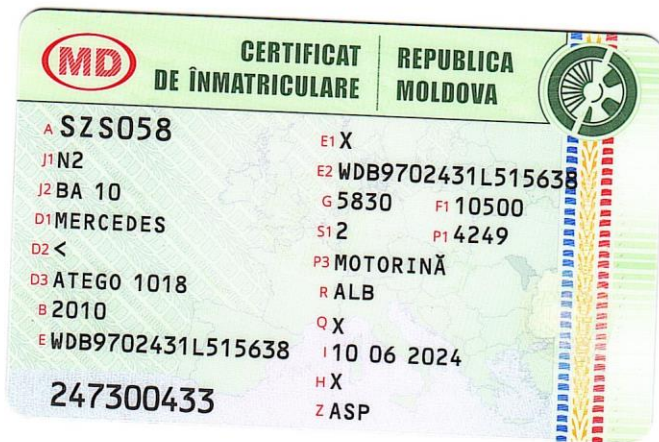 MD
CERTIFICAT
DE ÎNMATRICULARE
REPUBLICA
MOLDOVA
A SZS058
J1 N2
J2 BA 10
D1 MERCEDES
D2 <
D3 ATEGO 1018
B 2010
E WDB9702431L515638
247300433
E1 X
E2 WDB9702431L515638
G 5830 F1 10500
S1 2 P1 4249
P3 MOTORINĂ
R ALB
Q X
I 10 06 2024
H X
Z ASP